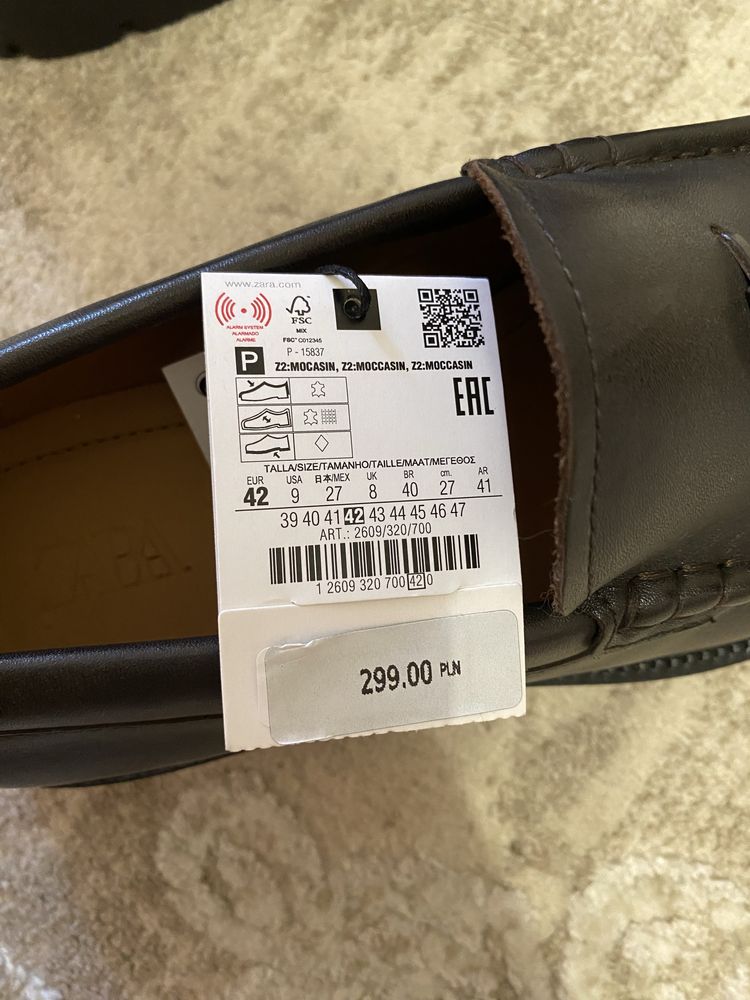 www.zara.com
ALARM SYSTEM
ALARMADO
ALARME
FSC
MIX
FSC® C012345
P - 15837
P
Z2:MOCASIN, Z2:MOCCASIN, Z2:MOCCASIN
EAC
TALLA/SIZE/TAMANHO/TAILLE/MAAT/ΜΕΓΕΘΟΣ
EUR USA 日本/MEX UK BR cm. AR
42 9 27 8 40 27 41
39 40 41 42 43 44 45 46 47
ART.: 2609/320/700
1 2609 320 700 42 0
299.00 PLN
ZARA